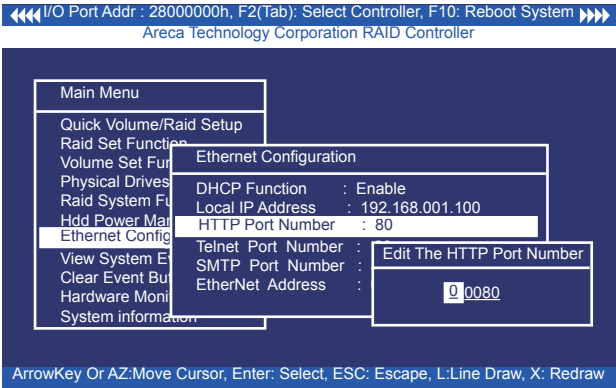 I/O Port Addr : 28000000h, F2(Tab): Select Controller, F10: Reboot System
Areca Technology Corporation RAID Controller
Main Menu
Quick Volume/Raid Setup
Raid Set Function
Volume Set Fun
Physical Drives
Raid System Fu
Hdd Power Man
Ethernet Config
View System Ev
Clear Event Buf
Hardware Monit
System information
Ethernet Configuration
DHCP Function : Enable
Local IP Address : 192.168.001.100
HTTP Port Number : 80
Telnet Port Number :
SMTP Port Number :
EtherNet Address :
Edit The HTTP Port Number
0 0080
ArrowKey Or AZ:Move Cursor, Enter: Select, ESC: Escape, L:Line Draw, X: Redraw